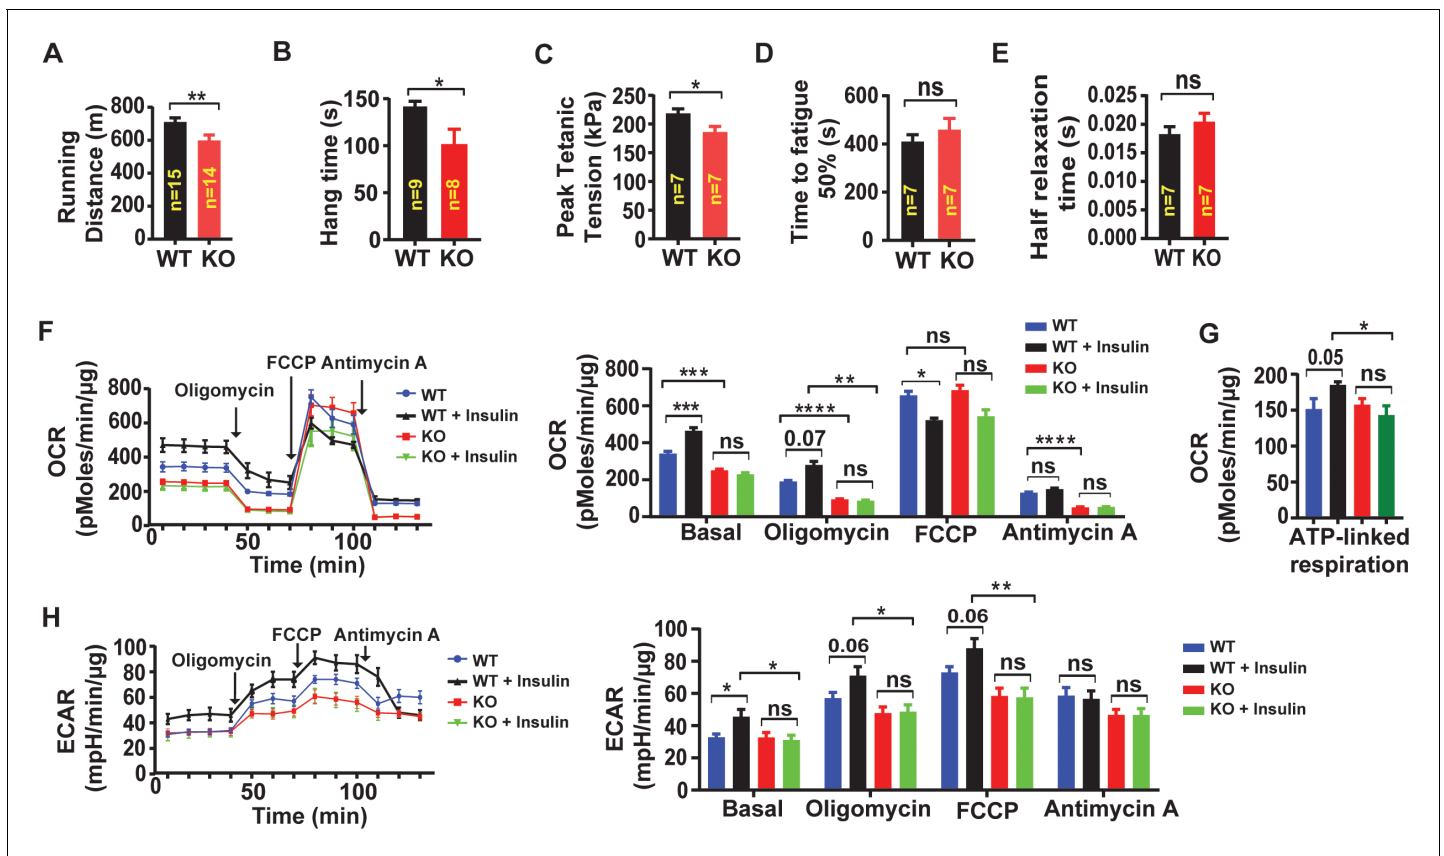 A
Running
Distance (m)
800
600
400
200
0
**
n=15
n=14
WT KO
B
Hang time (s)
150
100
50
0
*
n=9
n=8
WT KO
C
Peak Tetanic
Tension (kPa)
250
200
150
100
50
0
*
n=7
n=7
WT KO
D
Time to fatigue
50% (s)
600
400
200
0
ns
n=7
n=7
WT KO
E
Half relaxation
time (s)
0.025
0.020
0.015
0.010
0.005
0.000
ns
n=7
n=7
WT KO
F
OCR
(pMoles/min/µg)
800
600
400
200
0
0
50
100
Time (min)
Oligomycin
FCCP
Antimycin A
WT
WT + Insulin
KO
KO + Insulin
OCR
(pMoles/min/µg)
800
600
400
200
0
***
***
ns
**
****
0.07
ns
ns
*
ns
****
ns
ns
Basal
Oligomycin
FCCP
Antimycin A
WT
WT + Insulin
KO
KO + Insulin
G
OCR
(pMoles/min/µg)
200
150
100
50
0
*
0.05
ns
ATP-linked
respiration
H
ECAR
(mpH/min/µg)
100
80
60
40
20
0
0
50
100
Time (min)
Oligomycin
FCCP
Antimycin A
WT
WT + Insulin
KO
KO + Insulin
ECAR
(mpH/min/µg)
100
80
60
40
20
0
*
*
ns
*
0.06
ns
**
0.06
ns
ns
ns
Basal
Oligomycin
FCCP
Antimycin A
WT
WT + Insulin
KO
KO + Insulin